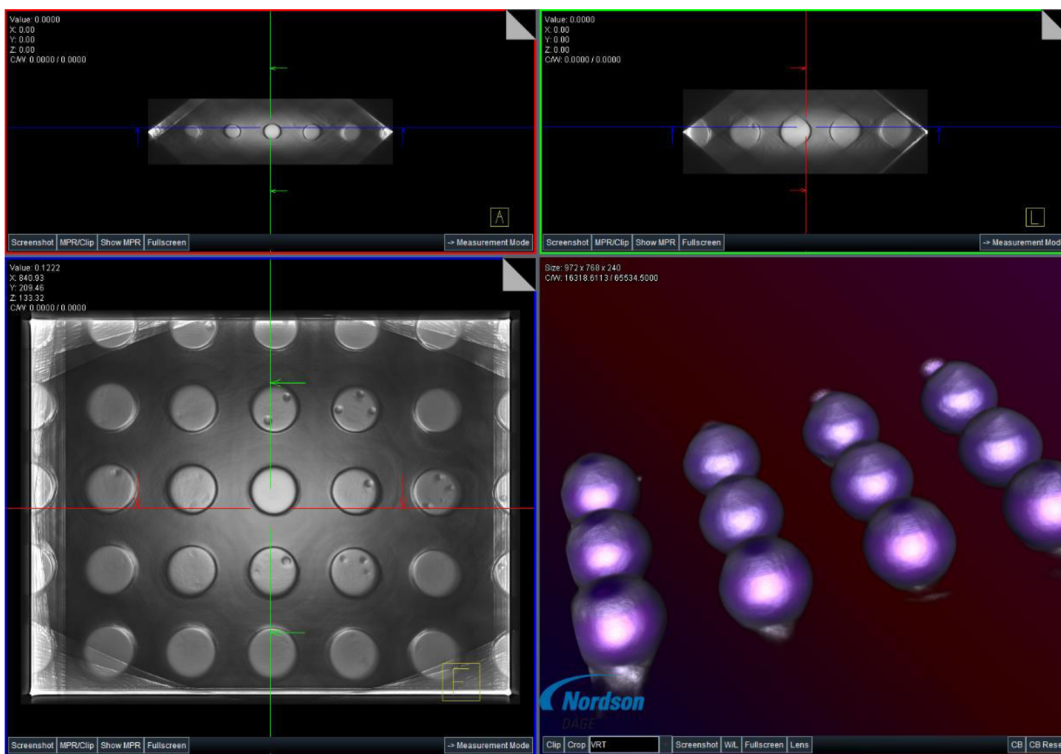 Value: 0.0000
X: 0.00
Y: 0.00
Z: 0.00
C/W: 0.0000 / 0.0000
A
Screenshot MPR/Clip Show MPR Fullscreen -> Measurement Mode
Value: 0.0000
X: 0.00
Y: 0.00
Z: 0.00
C/W: 0.0000 / 0.0000
L
Screenshot MPR/Clip Show MPR Fullscreen -> Measurement Mode
Value: 0.1222
X: 840.93
Y: 209.46
Z: 133.32
C/W: 0.0000 / 0.0000
F
Screenshot MPR/Clip Show MPR Fullscreen -> Measurement Mode
Size: 972 x 768 x 240
C/W: 16318.6113 / 65534.5000
Nordson
DAGE
Clip Crop VRT Screenshot W/L Fullscreen Lens CB CB Rese